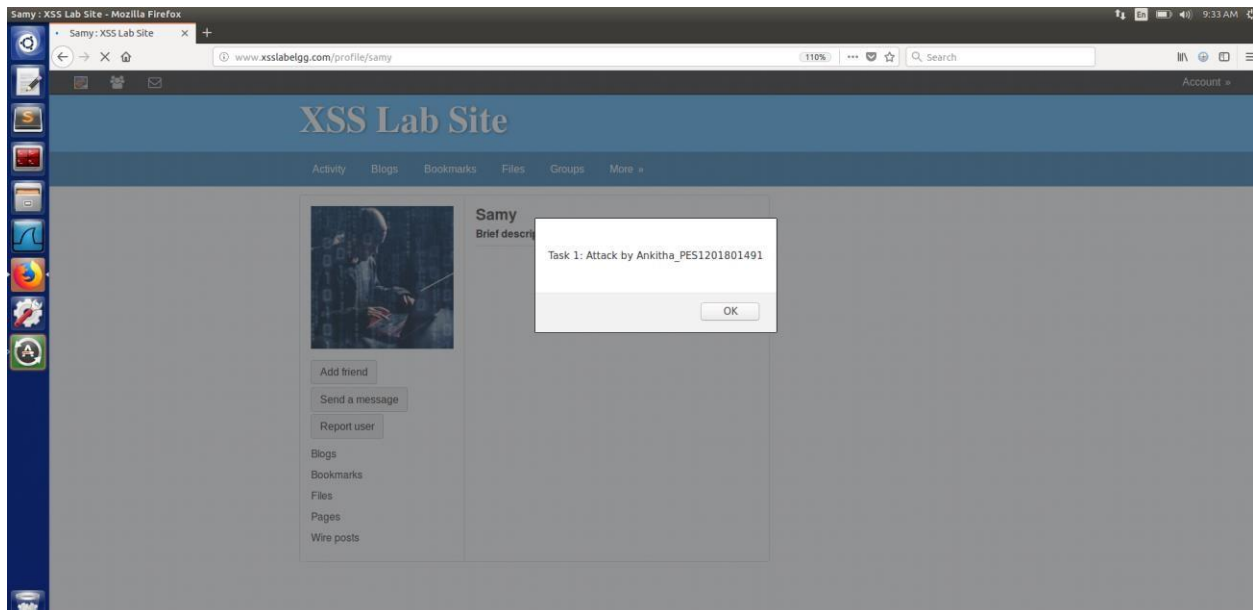 Samy : XSS Lab Site - Mozilla Firefox
En
9:33 AM
Samy : XSS Lab Site
www.xsslabelgg.com/profile/samy
110%
Search
Account »
XSS Lab Site
Activity Blogs Bookmarks Files Groups More »
Samy
Brief descrip
Task 1: Attack by Ankitha_PES1201801491
OK
Add friend
Send a message
Report user
Blogs
Bookmarks
Files
Pages
Wire posts